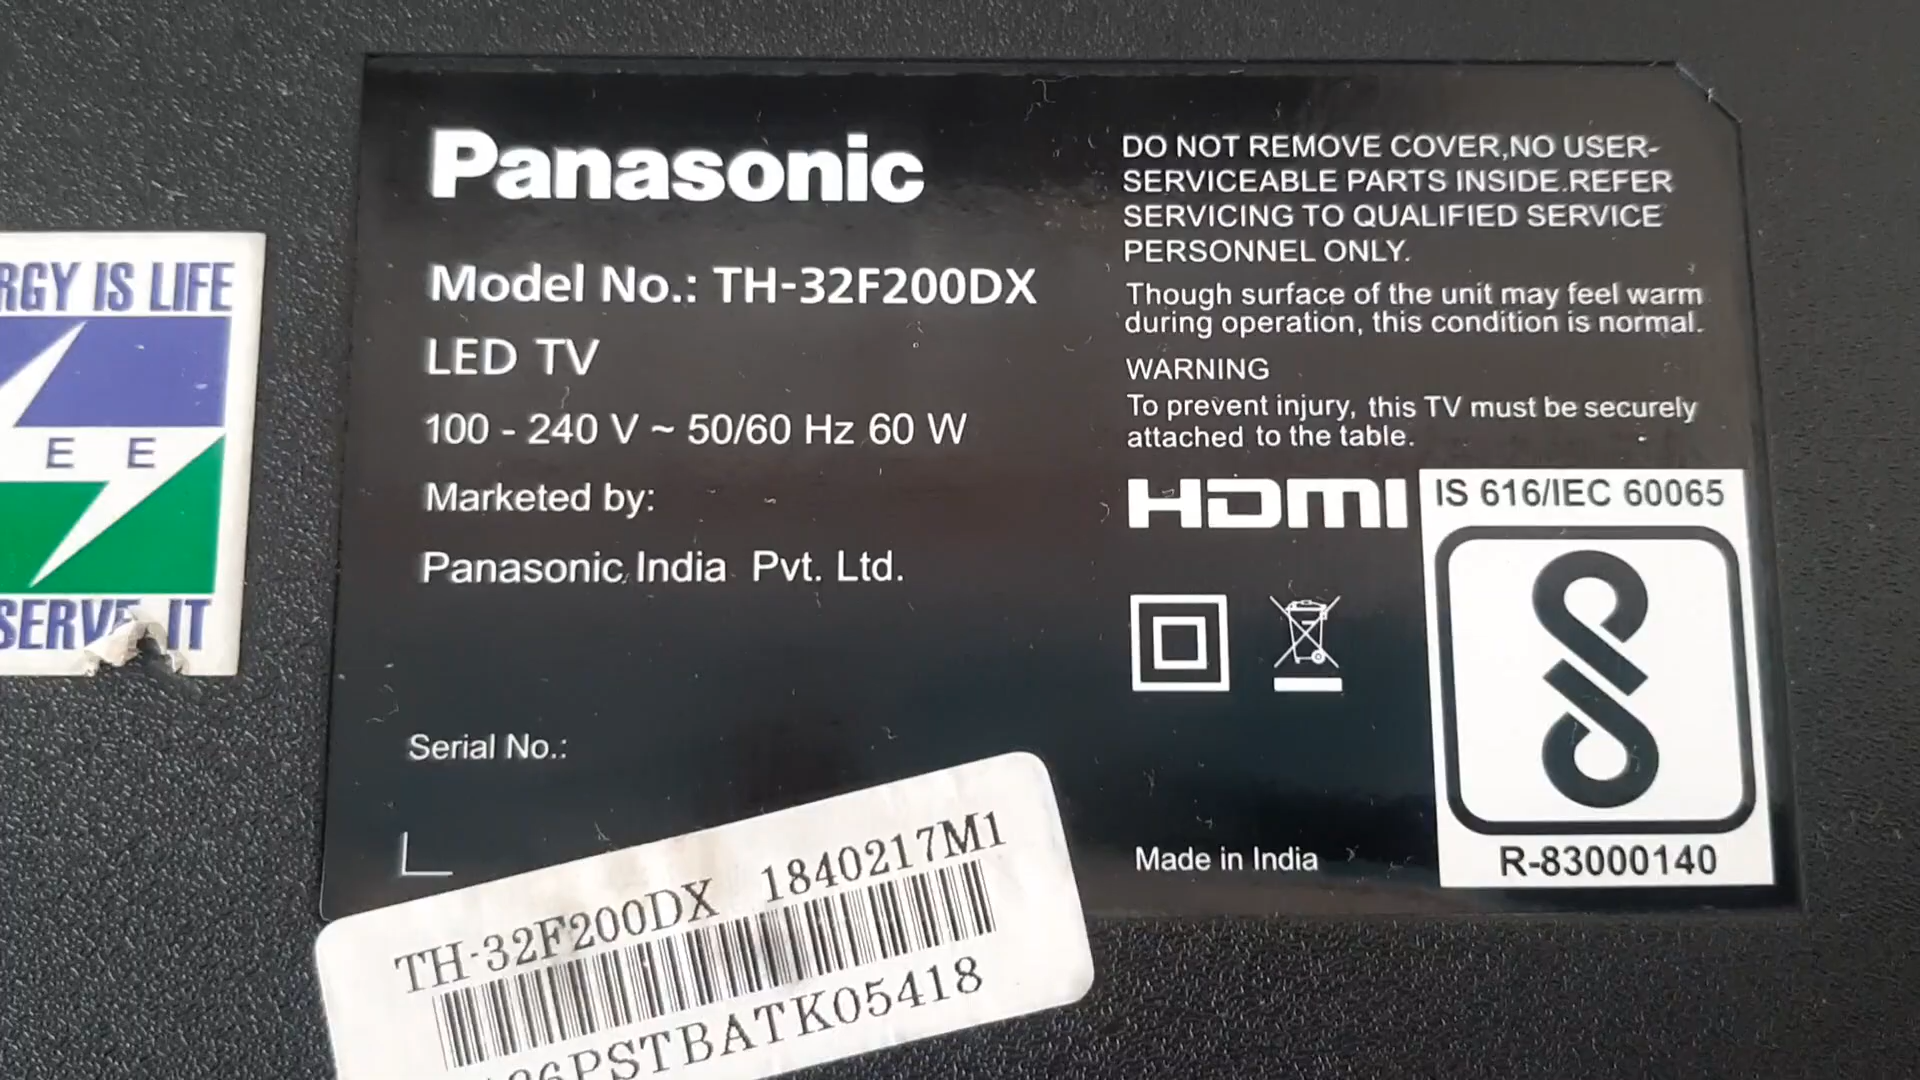 RGY IS LIFE
E E
SERVE IT
Panasonic
Model No.: TH-32F200DX
LED TV
100 - 240 V ~ 50/60 Hz 60 W
Marketed by:
Panasonic India Pvt. Ltd.
Serial No.:
TH-32F200DX 1840217M1
06PSTBATK05418
DO NOT REMOVE COVER,NO USER-
SERVICEABLE PARTS INSIDE.REFER
SERVICING TO QUALIFIED SERVICE
PERSONNEL ONLY.
Though surface of the unit may feel warm
during operation, this condition is normal.
WARNING
To prevent injury, this TV must be securely
attached to the table.
HDMI
IS 616/IEC 60065
R-83000140
Made in India